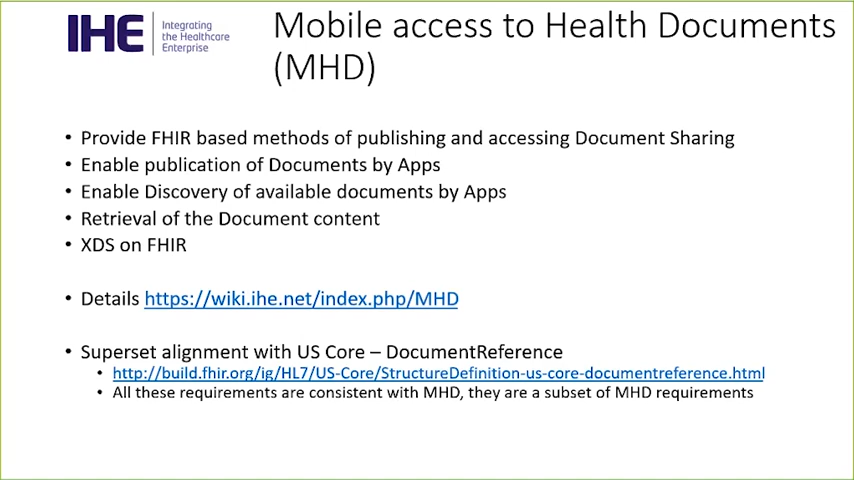 IHE
Integrating
the Healthcare
Enterprise
Mobile access to Health Documents
(MHD)
• Provide FHIR based methods of publishing and accessing Document Sharing
• Enable publication of Documents by Apps
• Enable Discovery of available documents by Apps
• Retrieval of the Document content
• XDS on FHIR
• Details https://wiki.ihe.net/index.php/MHD
• Superset alignment with US Core – DocumentReference
• http://build.fhir.org/ig/HL7/US-Core/StructureDefinition-us-core-documentreference.html
• All these requirements are consistent with MHD, they are a subset of MHD requirements